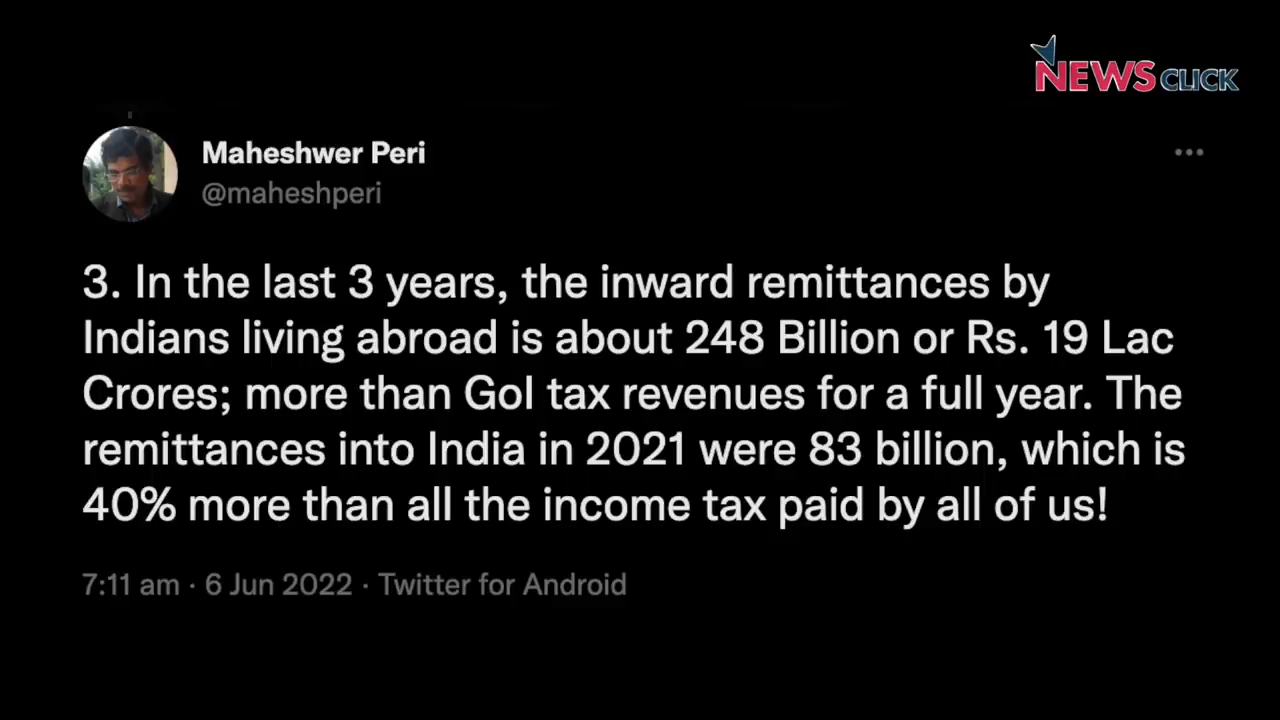 NEWSCLICK
Maheshwer Peri
@maheshperi
3. In the last 3 years, the inward remittances by
Indians living abroad is about 248 Billion or Rs. 19 Lac
Crores; more than GoI tax revenues for a full year. The
remittances into India in 2021 were 83 billion, which is
40% more than all the income tax paid by all of us!
7:11 am · 6 Jun 2022 · Twitter for Android